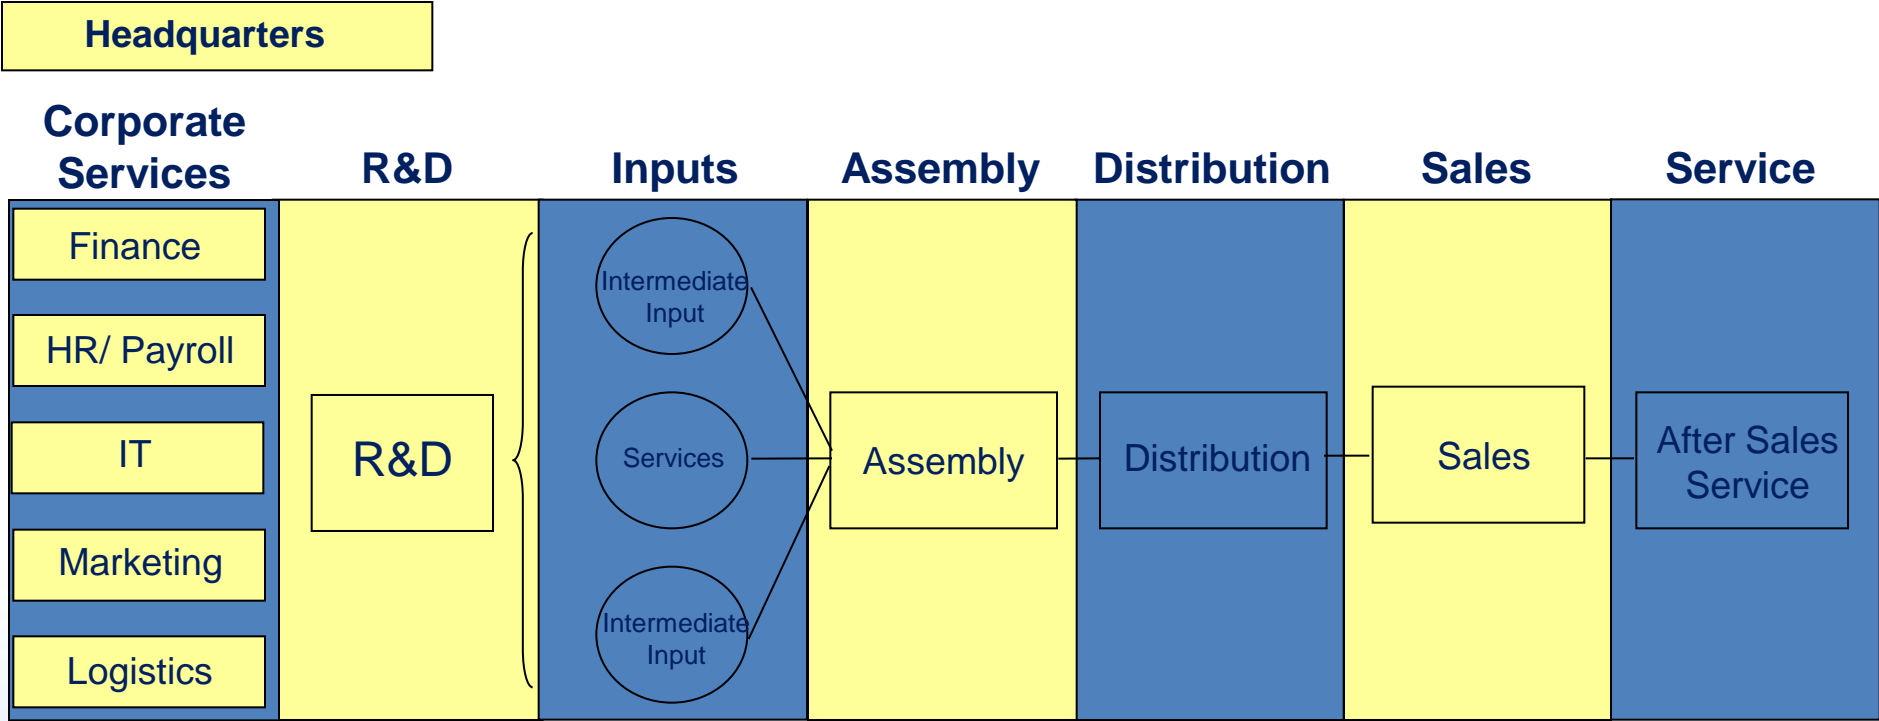 Headquarters
Corporate
Services
R&D
Inputs
Assembly
Distribution
Sales
Service
Finance
HR/ Payroll
IT
Marketing
Logistics
R&D
Intermediate
Input
Services
Intermediate
Input
Assembly
Distribution
Sales
After Sales
Service